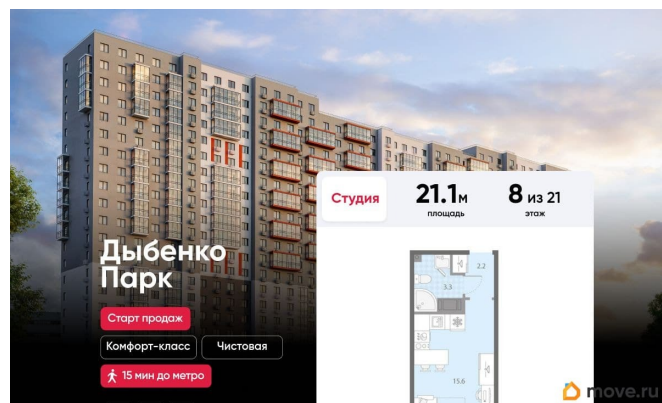 Студия
21.1м
площадь
8 из 21
этаж
Дыбенко
Парк
Старт продаж
Комфорт-класс
Чистовая
15 мин до метро
2.2
3.3
15.6
move.ru